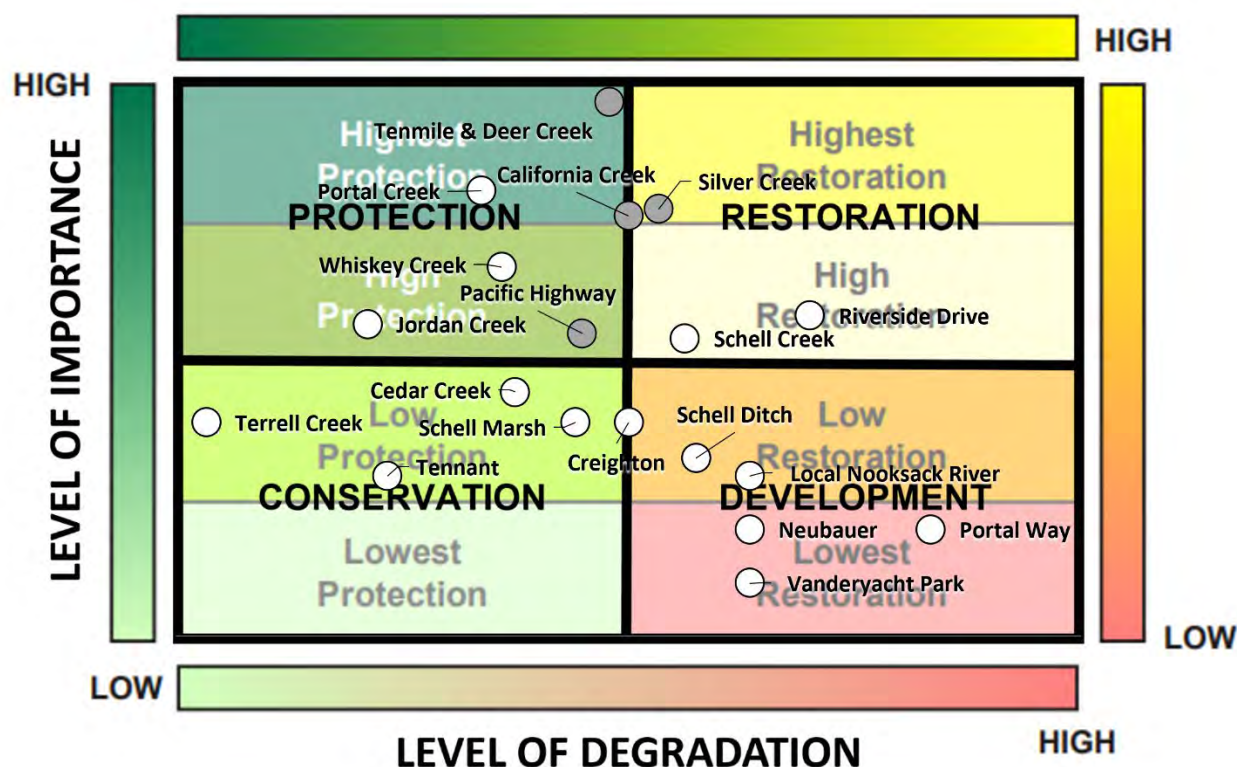 HIGH
HIGH
LEVEL OF IMPORTANCE
Highest
Protection
PROTECTION
Tenmile & Deer Creek
California Creek
Portal Creek
Highest
Restoration
RESTORATION
Silver Creek
High
Protection
Whiskey Creek
Pacific Highway
Jordan Creek
High
Restoration
Riverside Drive
Schell Creek
Low
Protection
CONSERVATION
Cedar Creek
Terrell Creek
Schell Marsh
Creighton
Tennant
Low
Restoration
DEVELOPMENT
Schell Ditch
Local Nooksack River
Lowest
Protection
Lowest
Restoration
Neubauer
Portal Way
Vanderyacht Park
LOW
LOW
HIGH
LEVEL OF DEGRADATION